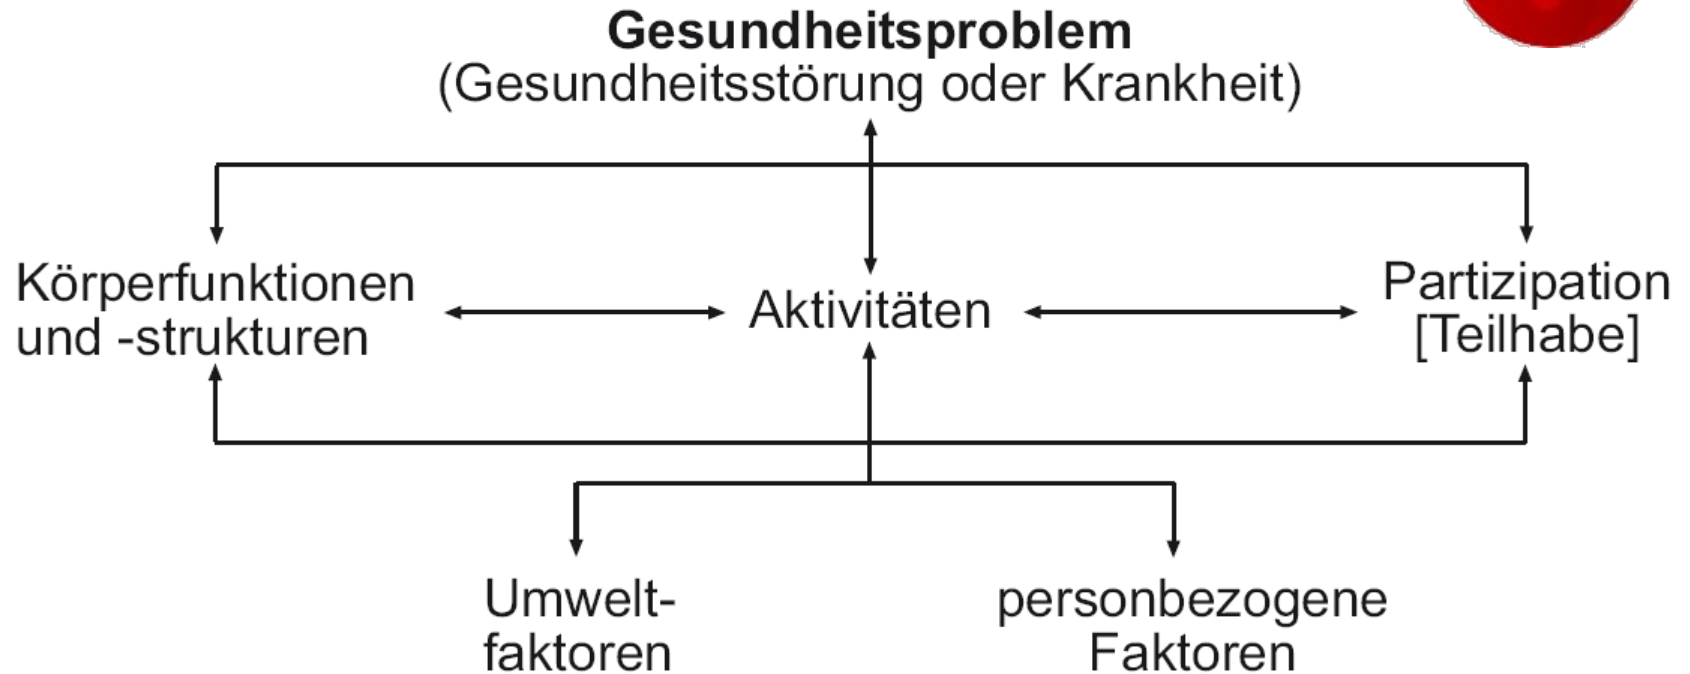 Gesundheitsproblem
(Gesundheitsstörung oder Krankheit)
Körperfunktionen
und -strukturen
Aktivitäten
Partizipation
[Teilhabe]
Umwelt-
faktoren
personbezogene
Faktoren